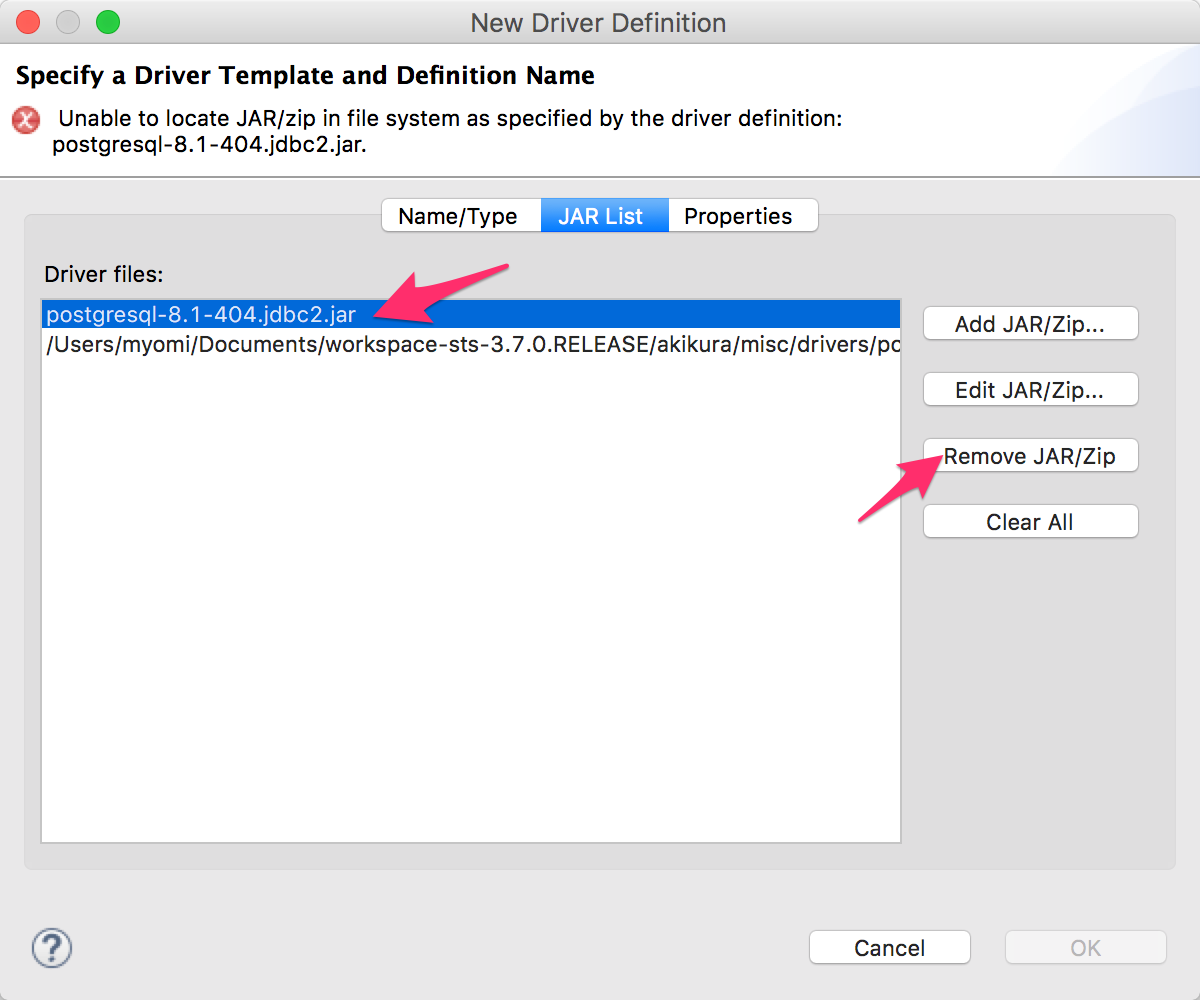 New Driver Definition
Specify a Driver Template and Definition Name
Unable to locate JAR/zip in file system as specified by the driver definition:
postgresql-8.1-404.jdbc2.jar.
Name/Type JAR List Properties
Driver files:
postgresql-8.1-404.jdbc2.jar
/Users/myomi/Documents/workspace-sts-3.7.0.RELEASE/akikura/misc/drivers/po
Add JAR/Zip...
Edit JAR/Zip...
Remove JAR/Zip
Clear All
?
Cancel OK